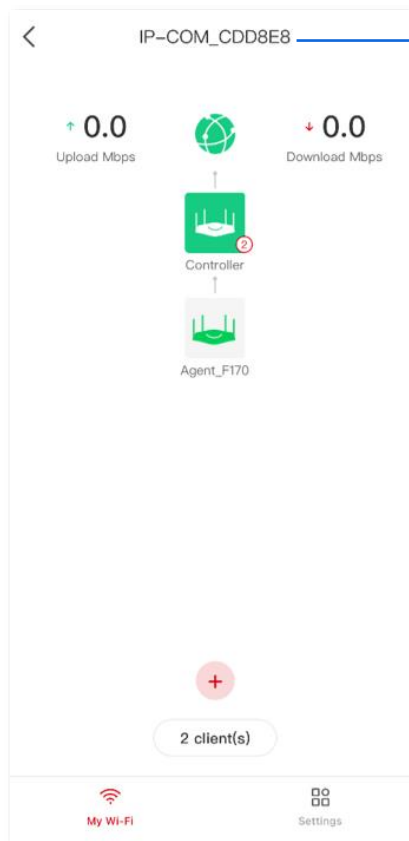 IP-COM_CDD8E8
0.0
Upload Mbps
0.0
Download Mbps
2
Controller
Agent_F170
+
2 client(s)
My Wi-Fi
Settings